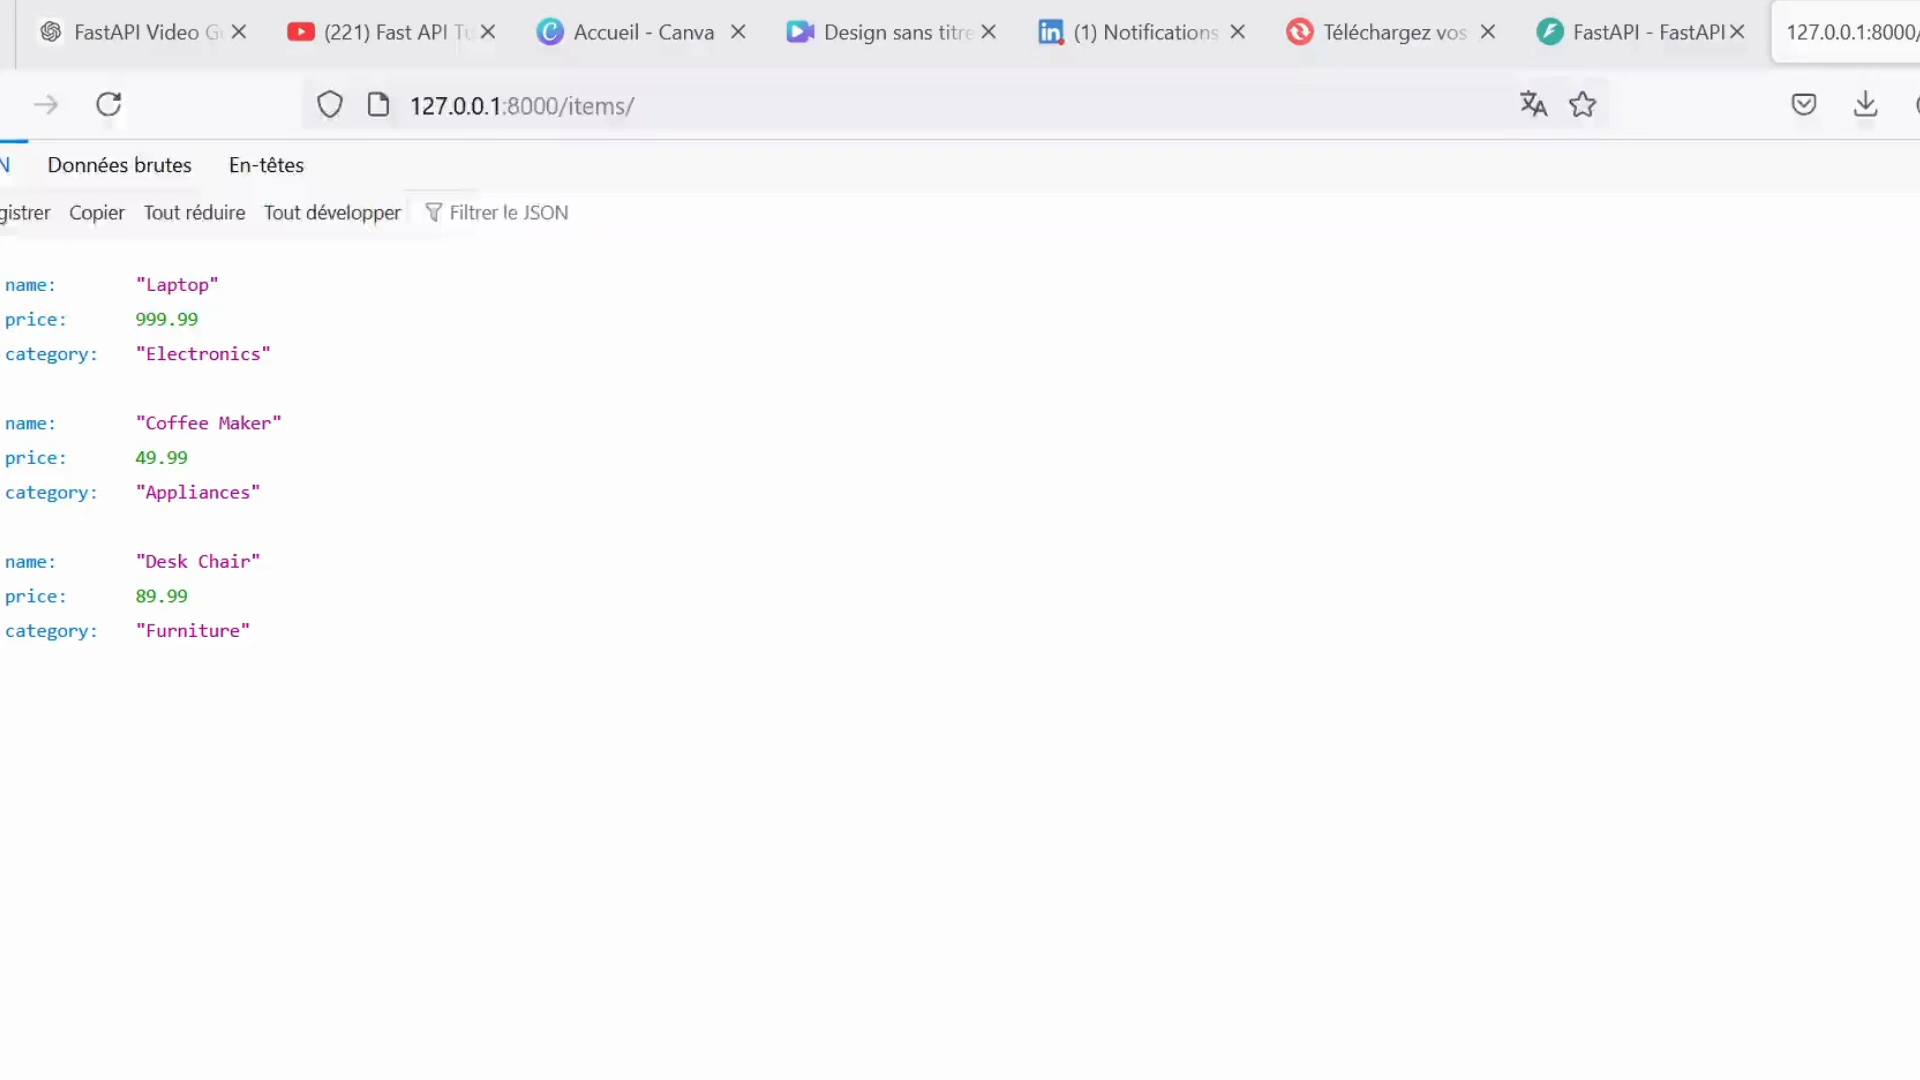 FastAPI Video G
(221) Fast API Tu
Accueil - Canva
Design sans titre
(1) Notifications
Téléchargez vos
FastAPI - FastAPI
127.0.0.1:8000/
127.0.0.1:8000/items/
N
Données brutes
En-têtes
gistrer
Copier
Tout réduire
Tout développer
Filtrer le JSON
name: "Laptop"
price: 999.99
category: "Electronics"
name: "Coffee Maker"
price: 49.99
category: "Appliances"
name: "Desk Chair"
price: 89.99
category: "Furniture"